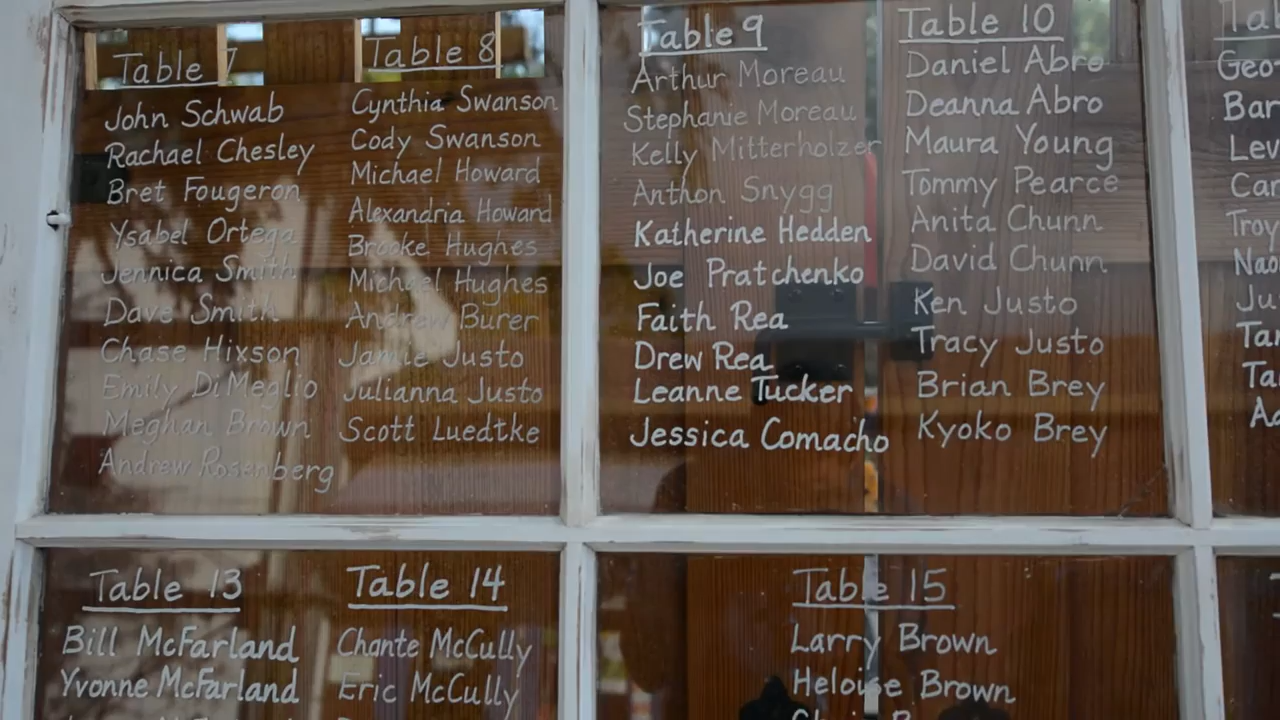 Table 7
John Schwab
Rachael Chesley
Bret Fougeron
Ysabel Ortega
Jennica Smith
Dave Smith
Chase Hixson
Emily DiMeglio
Meghan Brown
Andrew Rosenberg
Table 8
Cynthia Swanson
Cody Swanson
Michael Howard
Alexandria Howard
Brooke Hughes
Michael Hughes
Andrew Burer
Jamie Justo
Julianna Justo
Scott Luedtke
Table 9
Arthur Moreau
Stephanie Moreau
Kelly Mitterholzer
Anthon Snygg
Katherine Hedden
Joe Pratchenko
Faith Rea
Drew Rea
Leanne Tucker
Jessica Comacho
Table 10
Daniel Abro
Deanna Abro
Maura Young
Tommy Pearce
Anita Chunn
David Chunn
Ken Justo
Tracy Justo
Brian Brey
Kyoko Brey
Table 13
Bill McFarland
Yvonne McFarland
Table 14
Chante McCully
Eric McCully
Table 15
Larry Brown
Heloise Brown